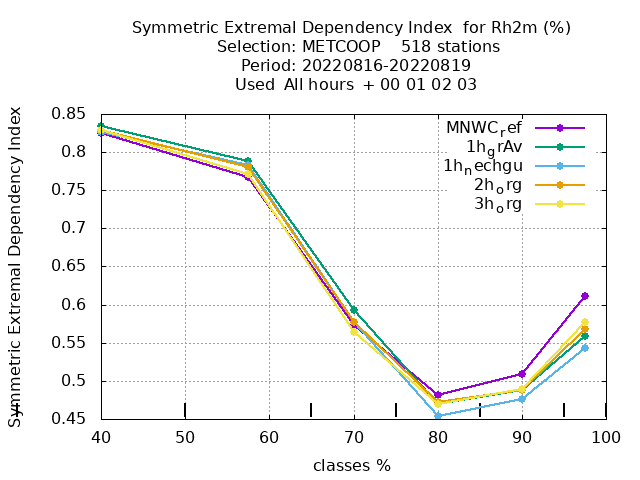 Symmetric Extremal Dependency Index  for Rh2m (%)
Selection: METCOOP    518 stations
Period: 20220816-20220819
Used  All hours  + 00 01 02 03
Symmetric Extremal Dependency Index
0.85
0.8
0.75
0.7
0.65
0.6
0.55
0.5
0.45
MNWC_ref
1h_grAv
1h_nechgu
2h_org
3h_org
40 50 60 70 80 90 100
classes %